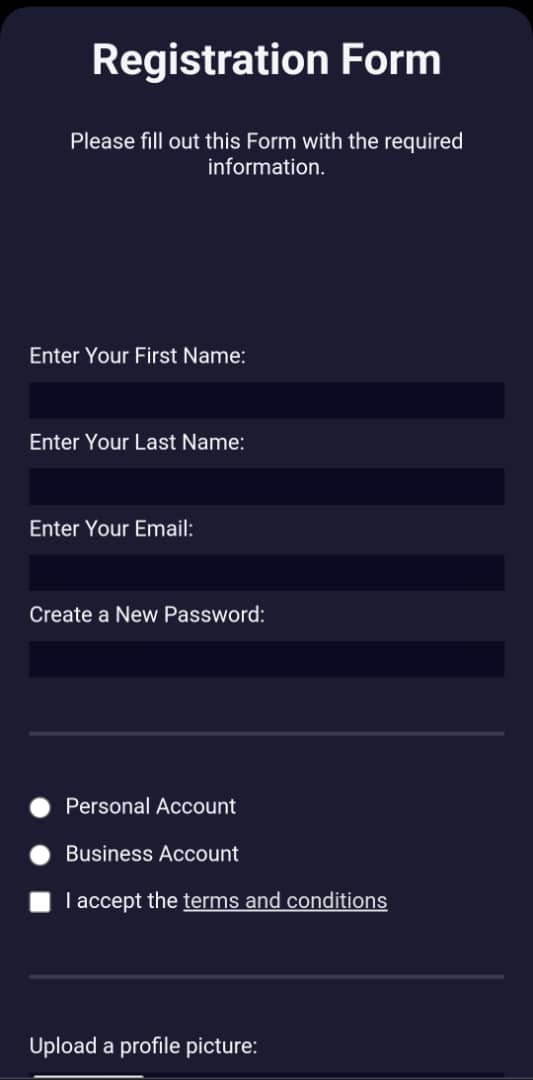 Registration Form
Please fill out this Form with the required
information.
Enter Your First Name:
Enter Your Last Name:
Enter Your Email:
Create a New Password:
Personal Account
Business Account
I accept the terms and conditions
Upload a profile picture: